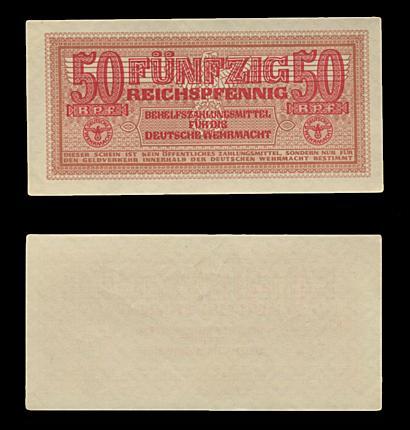 50 FÜNFZIG 50
REICHSPFENNIG
RPF RPF
BEHELFSZAHLUNGSMITTEL
FÜR DIE
DEUTSCHE WEHRMACHT
DIESER SCHEIN IST KEIN ÖFFENTLICHES ZAHLUNGSMITTEL, SONDERN NUR FÜR
DEN GELDVERKEHR INNERHALB DER DEUTSCHEN WEHRMACHT BESTIMMT